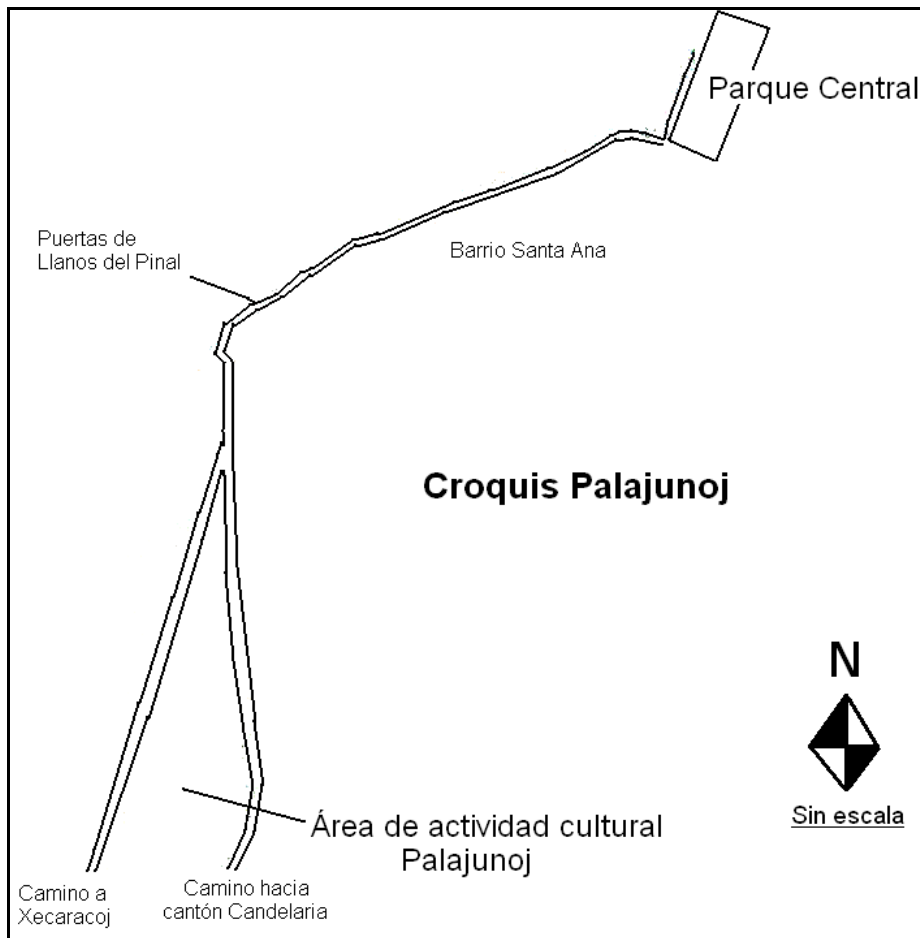 Parque Central
Puertas de
Llanos del Pinal
Barrio Santa Ana
Croquis Palajunoj
N
Sin escala
Área de actividad cultural
Palajunoj
Camino a
Xecaracoj
Camino hacia
cantón Candelaria